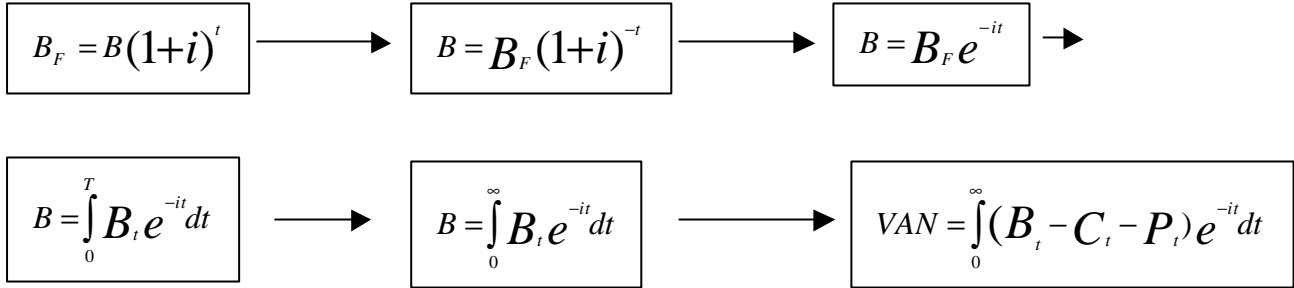 B_F = B(1+i)^t → B = B_F(1+i)^{-t} → B = B_F e^{-it} →
B = ∫_0^T B_t e^{-it} dt → B = ∫_0^∞ B_t e^{-it} dt → VAN = ∫_0^∞ (B_t - C_t - P_t) e^{-it} dt